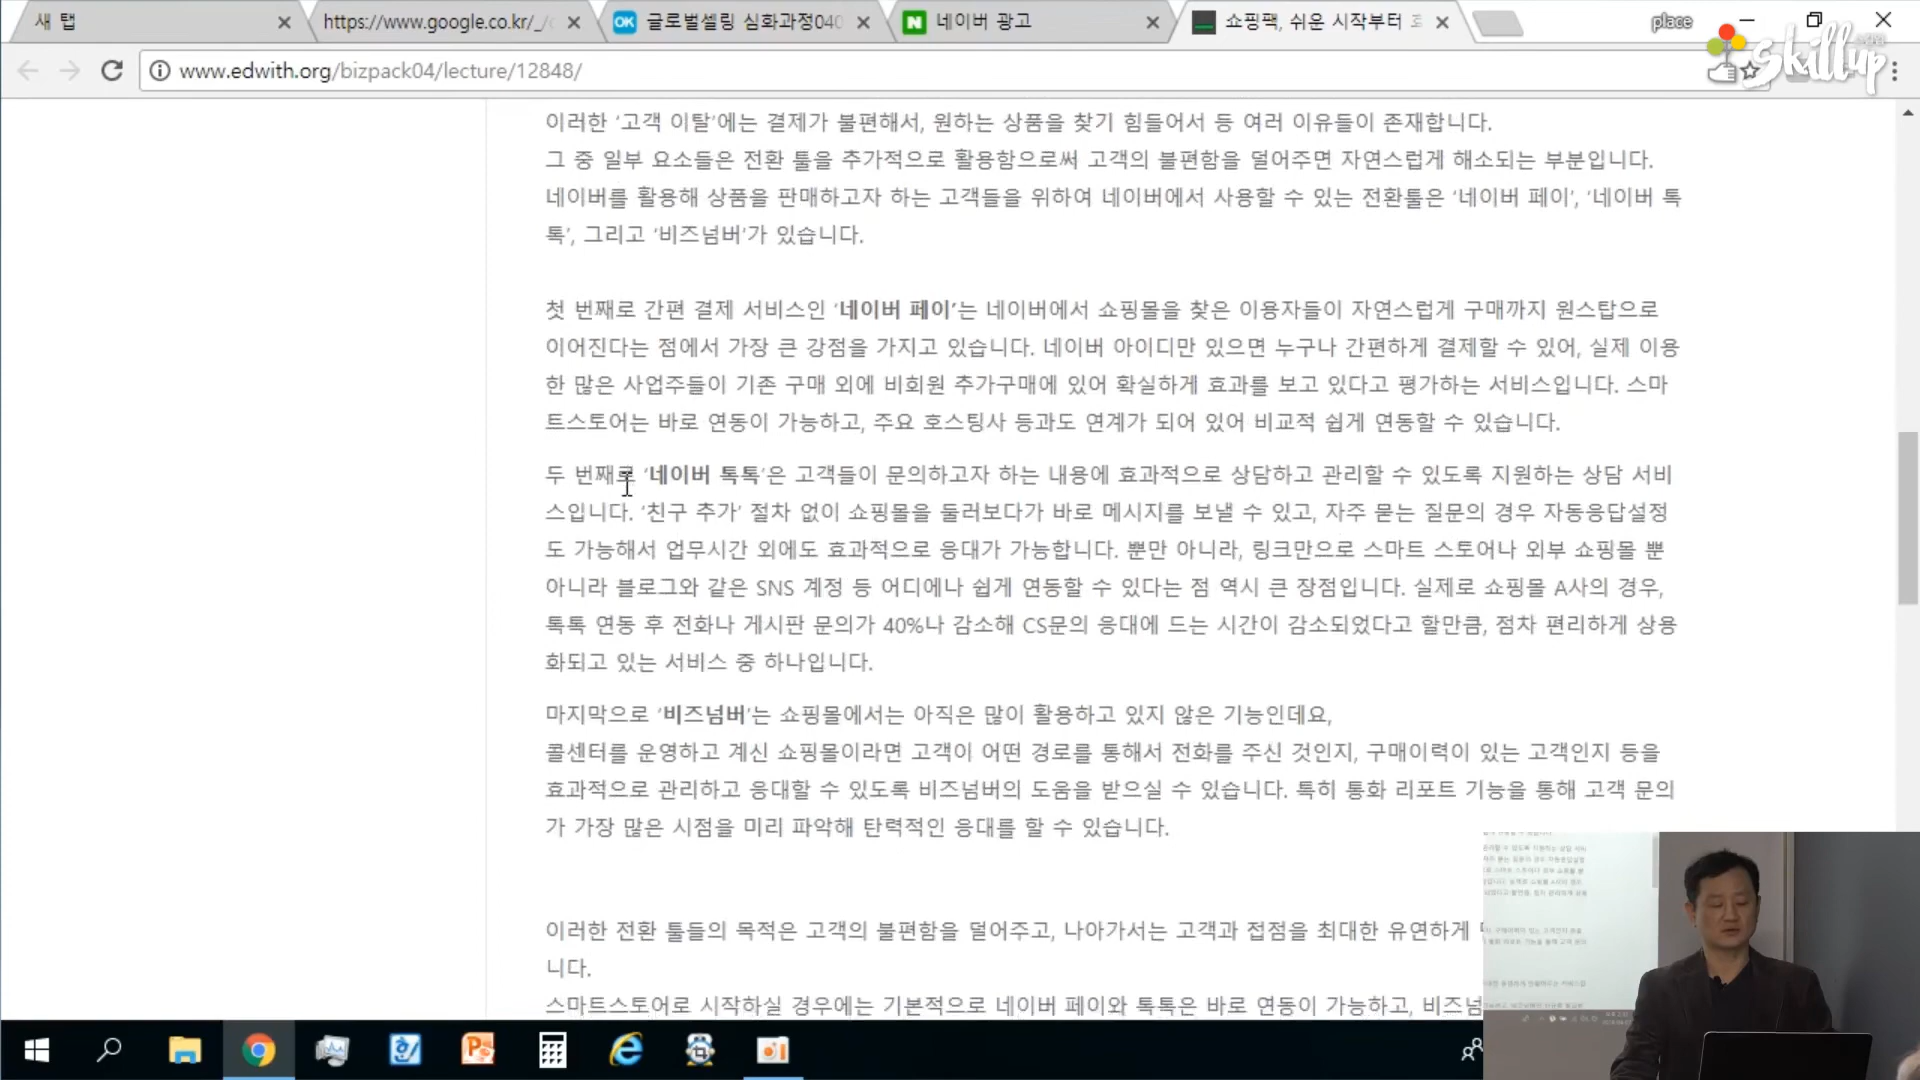 새 탭
https://www.google.co.kr/_/
글로벌셀링 심화과정040
네이버 광고
쇼핑팩, 쉬운 시작부터
place
Skillup
www.edwith.org/bizpack04/lecture/12848/
이러한 ‘고객 이탈’에는 결제가 불편해서, 원하는 상품을 찾기 힘들어서 등 여러 이유들이 존재합니다.
그 중 일부 요소들은 전환 툴을 추가적으로 활용함으로써 고객의 불편함을 덜어주면 자연스럽게 해소되는 부분입니다.
네이버를 활용해 상품을 판매하고자 하는 고객들을 위하여 네이버에서 사용할 수 있는 전환툴은 ‘네이버 페이’, ‘네이버 톡
톡’, 그리고 ‘비즈넘버’가 있습니다.
첫 번째로 간편 결제 서비스인 ‘네이버 페이’는 네이버에서 쇼핑몰을 찾은 이용자들이 자연스럽게 구매까지 원스탑으로
이어진다는 점에서 가장 큰 강점을 가지고 있습니다. 네이버 아이디만 있으면 누구나 간편하게 결제할 수 있어, 실제 이용
한 많은 사업주들이 기존 구매 외에 비회원 추가구매에 있어 확실하게 효과를 보고 있다고 평가하는 서비스입니다. 스마
트스토어는 바로 연동이 가능하고, 주요 호스팅사 등과도 연계가 되어 있어 비교적 쉽게 연동할 수 있습니다.
두 번째로 ‘네이버 톡톡’은 고객들이 문의하고자 하는 내용에 효과적으로 상담하고 관리할 수 있도록 지원하는 상담 서비
스입니다. ‘친구 추가’ 절차 없이 쇼핑몰을 둘러보다가 바로 메시지를 보낼 수 있고, 자주 묻는 질문의 경우 자동응답설정
도 가능해서 업무시간 외에도 효과적으로 응대가 가능합니다. 뿐만 아니라, 링크만으로 스마트 스토어나 외부 쇼핑몰 뿐
아니라 블로그와 같은 SNS 계정 등 어디에나 쉽게 연동할 수 있다는 점 역시 큰 장점입니다. 실제로 쇼핑몰 A사의 경우,
톡톡 연동 후 전화나 게시판 문의가 40%나 감소해 CS문의 응대에 드는 시간이 감소되었다고 할만큼, 점차 편리하게 상용
화되고 있는 서비스 중 하나입니다.
마지막으로 ‘비즈넘버’는 쇼핑몰에서는 아직은 많이 활용하고 있지 않은 기능인데요,
콜센터를 운영하고 계신 쇼핑몰이라면 고객이 어떤 경로를 통해서 전화를 주신 것인지, 구매이력이 있는 고객인지 등을
효과적으로 관리하고 응대할 수 있도록 비즈넘버의 도움을 받으실 수 있습니다. 특히 통화 리포트 기능을 통해 고객 문의
가 가장 많은 시점을 미리 파악해 탄력적인 응대를 할 수 있습니다.
이러한 전환 툴들의 목적은 고객의 불편함을 덜어주고, 나아가서는 고객과 접점을 최대한 유연하게
니다.
스마트스토어로 시작하실 경우에는 기본적으로 네이버 페이와 톡톡은 바로 연동이 가능하고, 비즈넘